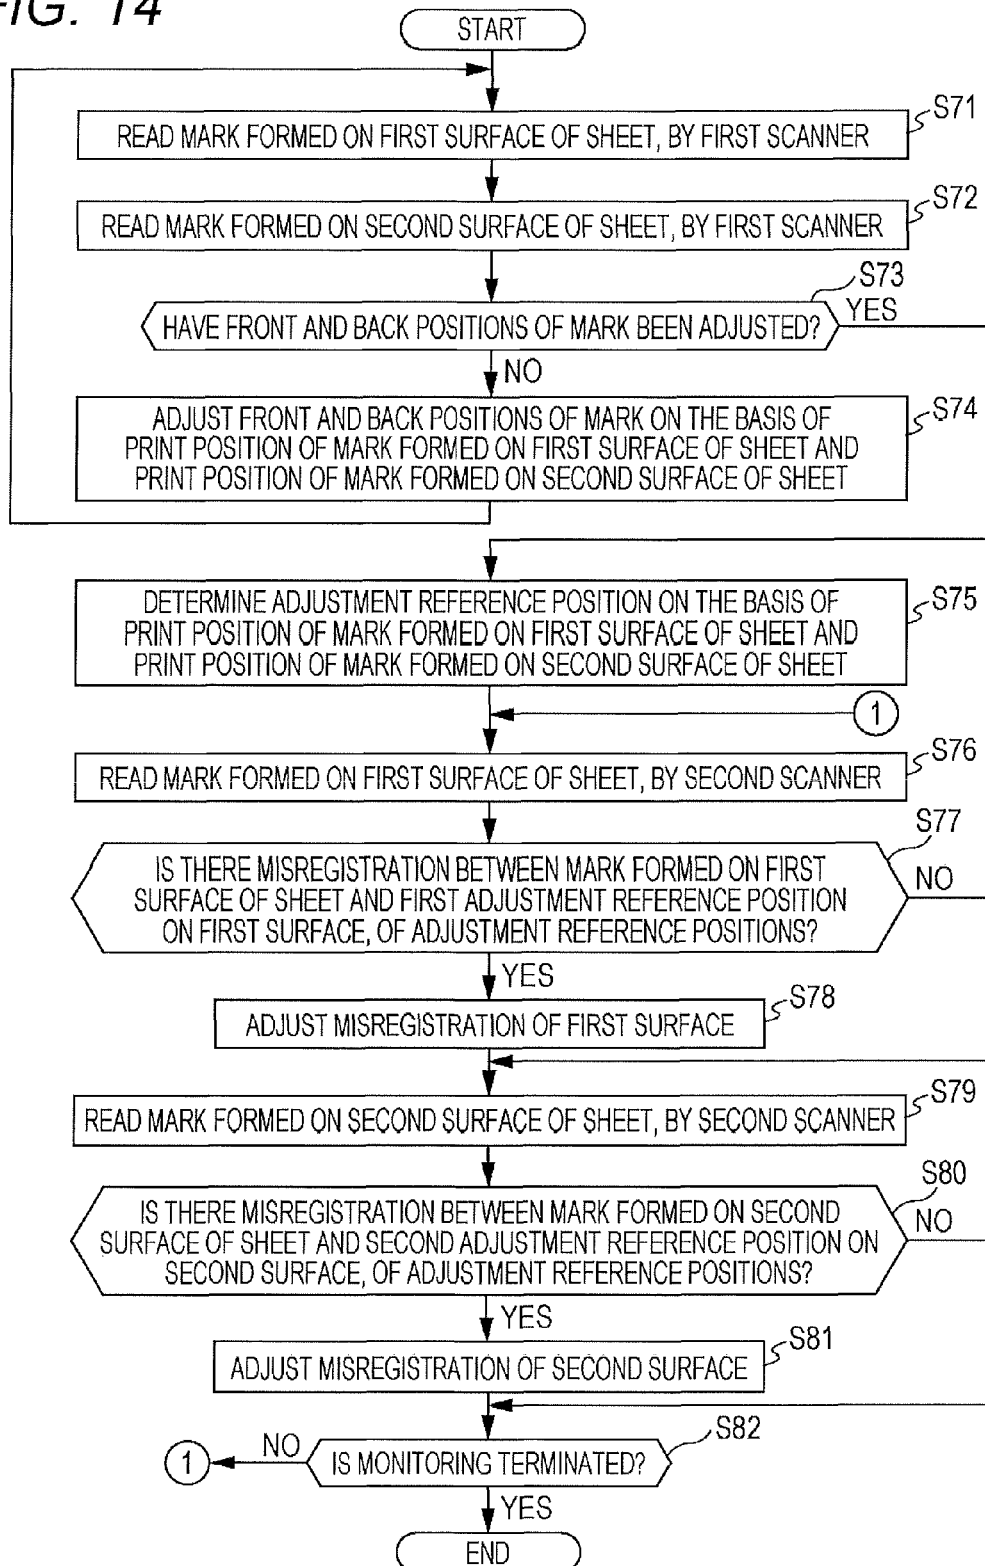 FIG. 14
START
S71
READ MARK FORMED ON FIRST SURFACE OF SHEET, BY FIRST SCANNER
S72
READ MARK FORMED ON SECOND SURFACE OF SHEET, BY FIRST SCANNER
S73
HAVE FRONT AND BACK POSITIONS OF MARK BEEN ADJUSTED?
YES
NO
S74
ADJUST FRONT AND BACK POSITIONS OF MARK ON THE BASIS OF
PRINT POSITION OF MARK FORMED ON FIRST SURFACE OF SHEET AND
PRINT POSITION OF MARK FORMED ON SECOND SURFACE OF SHEET
S75
DETERMINE ADJUSTMENT REFERENCE POSITION ON THE BASIS OF
PRINT POSITION OF MARK FORMED ON FIRST SURFACE OF SHEET AND
PRINT POSITION OF MARK FORMED ON SECOND SURFACE OF SHEET
1
S76
READ MARK FORMED ON FIRST SURFACE OF SHEET, BY SECOND SCANNER
S77
IS THERE MISREGISTRATION BETWEEN MARK FORMED ON FIRST
SURFACE OF SHEET AND FIRST ADJUSTMENT REFERENCE POSITION
ON FIRST SURFACE, OF ADJUSTMENT REFERENCE POSITIONS?
NO
YES
S78
ADJUST MISREGISTRATION OF FIRST SURFACE
S79
READ MARK FORMED ON SECOND SURFACE OF SHEET, BY SECOND SCANNER
S80
IS THERE MISREGISTRATION BETWEEN MARK FORMED ON SECOND
SURFACE OF SHEET AND SECOND ADJUSTMENT REFERENCE POSITION ON
SECOND SURFACE, OF ADJUSTMENT REFERENCE POSITIONS?
NO
YES
S81
ADJUST MISREGISTRATION OF SECOND SURFACE
S82
1
NO
IS MONITORING TERMINATED?
YES
END